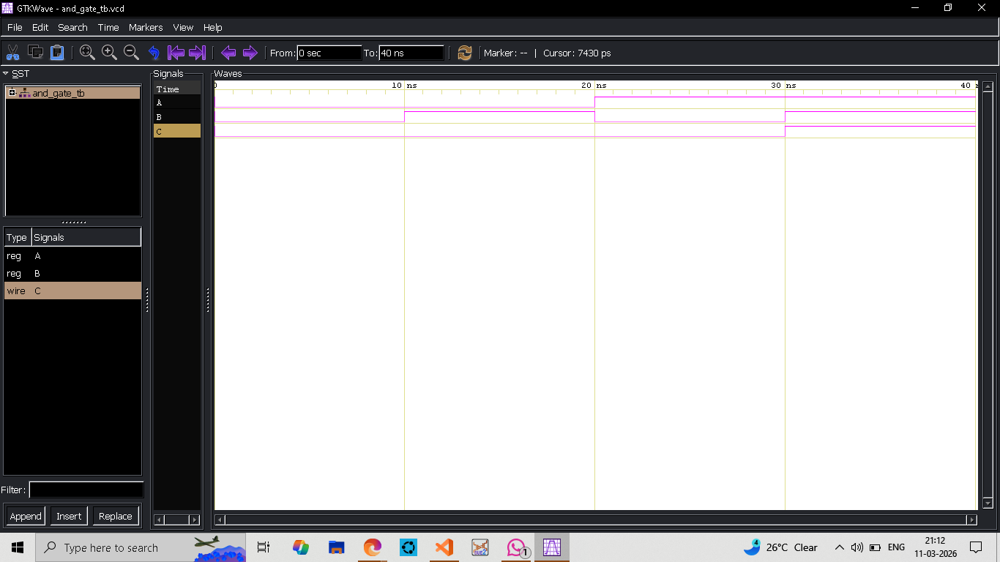 GTKWave - and_gate_tb.vcd
File Edit Search Time Markers View Help
From: 0 sec To: 40 ns Marker: -- | Cursor: 7430 ps
SST
and_gate_tb
Type Signals
reg A
reg B
wire C
Filter:
Append Insert Replace
Signals
Time
A
B
C
Waves
0 10 ns 20 ns 30 ns 40 n
Type here to search
SUE2
1
4
26°C Clear
ENG
21:12
11-03-2026